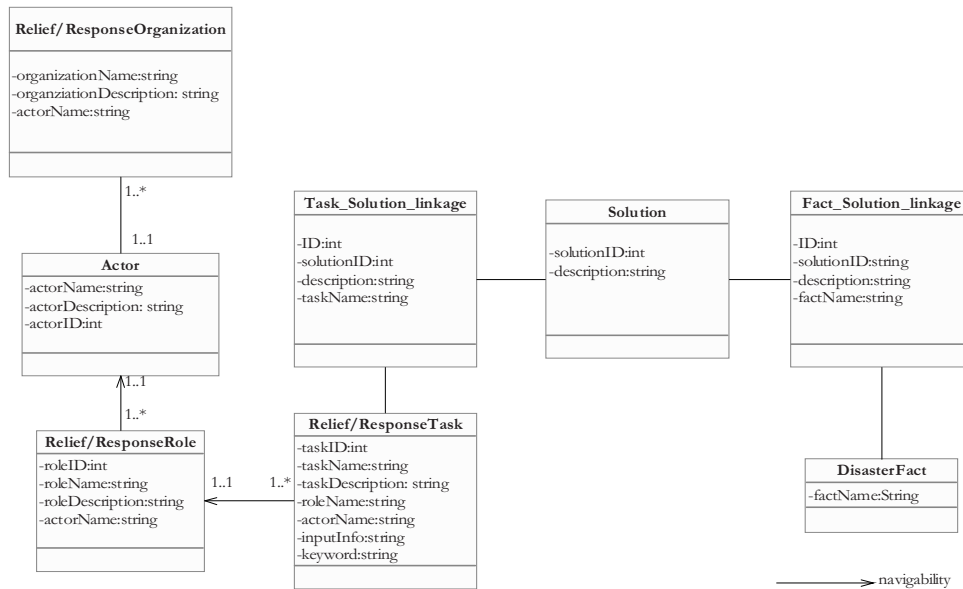 Relief/ResponseOrganization
-organizationName:string
-organziationDescription: string
-actorName:string
1..*
1..1
Actor
-actorName:string
-actorDescription: string
-actorID:int
1..1
1..*
Relief/ResponseRole
-roleID:int
-roleName:string
-roleDescription:string
-actorName:string
1..1
1..*
Task_Solution_linkage
-ID:int
-solutionID:int
-description:string
-taskName:string
Relief/ResponseTask
-taskID:int
-taskName:string
-taskDescription: string
-roleName:string
-actorName:string
-inputInfo:string
-keyword:string
Solution
-solutionID:int
-description:string
Fact_Solution_linkage
-ID:int
-solutionID:string
-description:string
-factName:string
DisasterFact
-factName:String
navigability